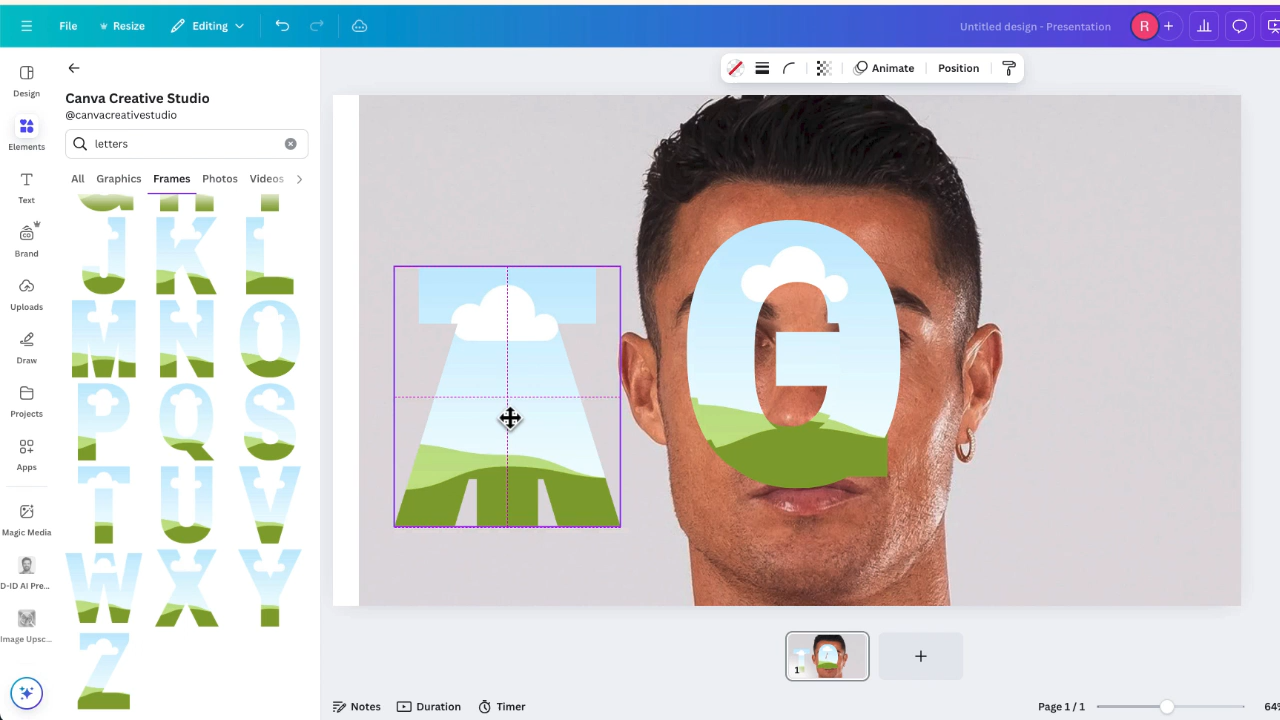 File
Resize
Editing
Untitled design - Presentation
R
Design
Elements
Text
Brand
Uploads
Draw
Projects
Apps
Magic Media
D-ID AI Pre...
Image Upsc...
Canva Creative Studio
@canvacreativestudio
letters
All
Graphics
Frames
Photos
Videos
J K L
M N O
P Q S
T U V
W X Y
Z
Animate
Position
1
Notes
Duration
Timer
Page 1 / 1